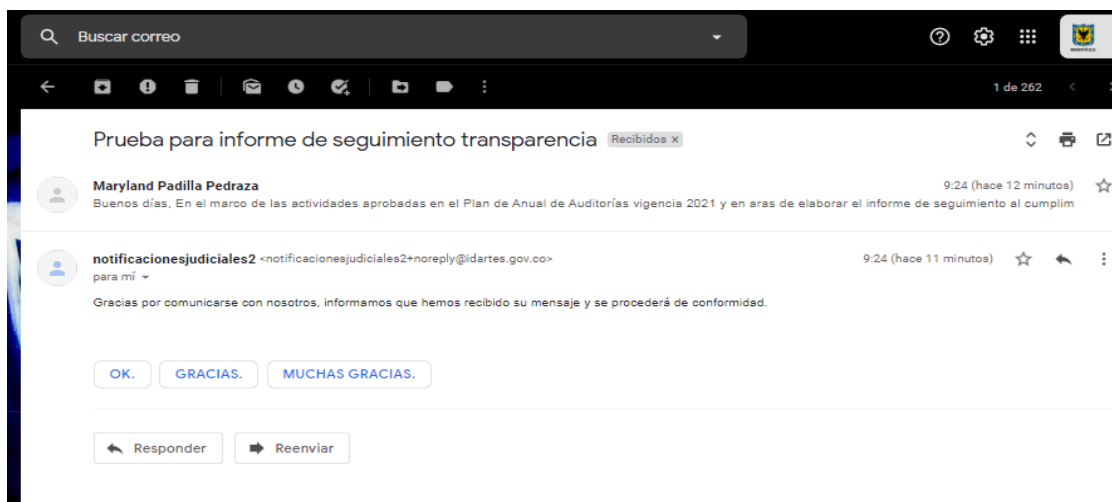 Buscar correo
1 de 262
Prueba para informe de seguimiento transparencia Recibidos x
Maryland Padilla Pedraza 9:24 (hace 12 minutos)
Buenos días, En el marco de las actividades aprobadas en el Plan de Anual de Auditorías vigencia 2021 y en aras de elaborar el informe de seguimiento al cumplim
notificacionesjudiciales2 <notificacionesjudiciales2+noreply@idartes.gov.co> 9:24 (hace 11 minutos)
para mí
Gracias por comunicarse con nosotros, informamos que hemos recibido su mensaje y se procederá de conformidad.
OK. GRACIAS. MUCHAS GRACIAS.
Responder Reenviar